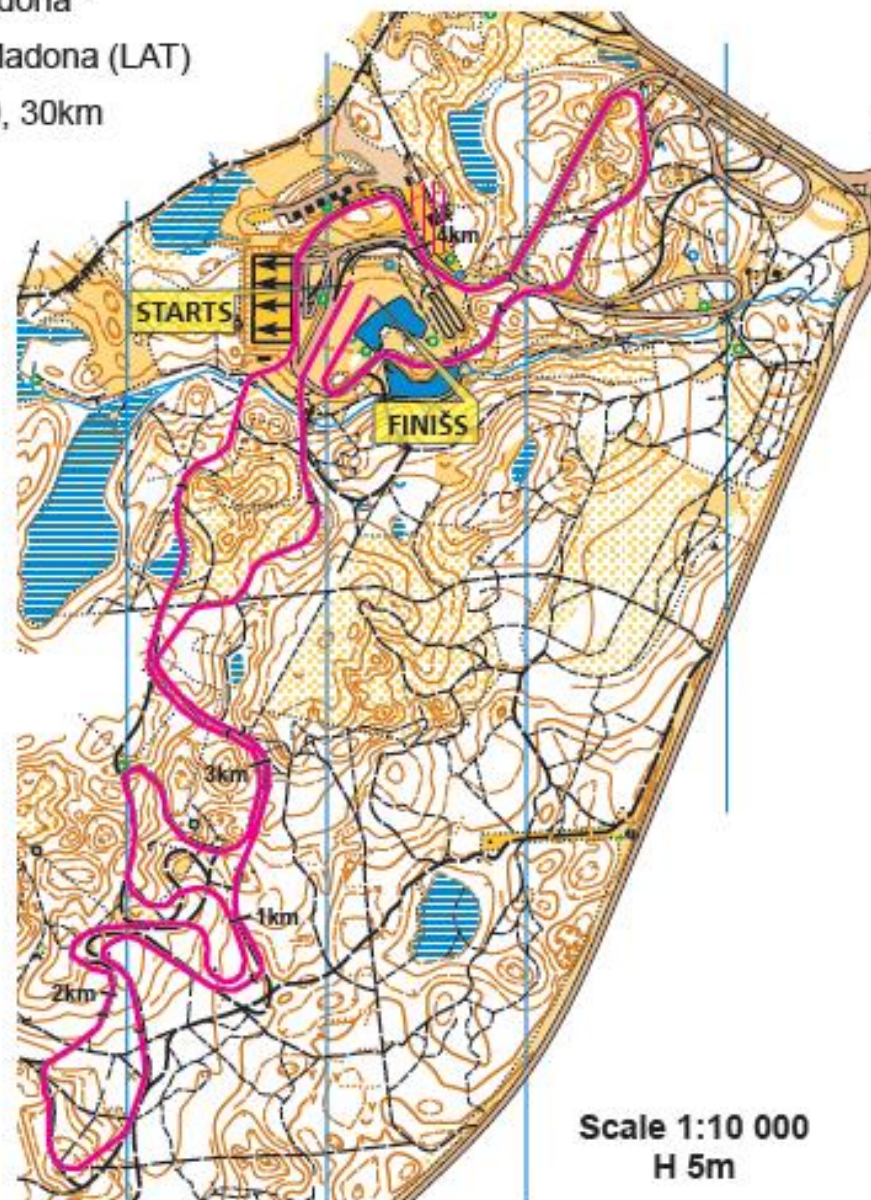 ladona (LAT)
, 30km
4km
STARTS
FINIŠS
3km
1km
2km
Scale 1:10 000
H 5m